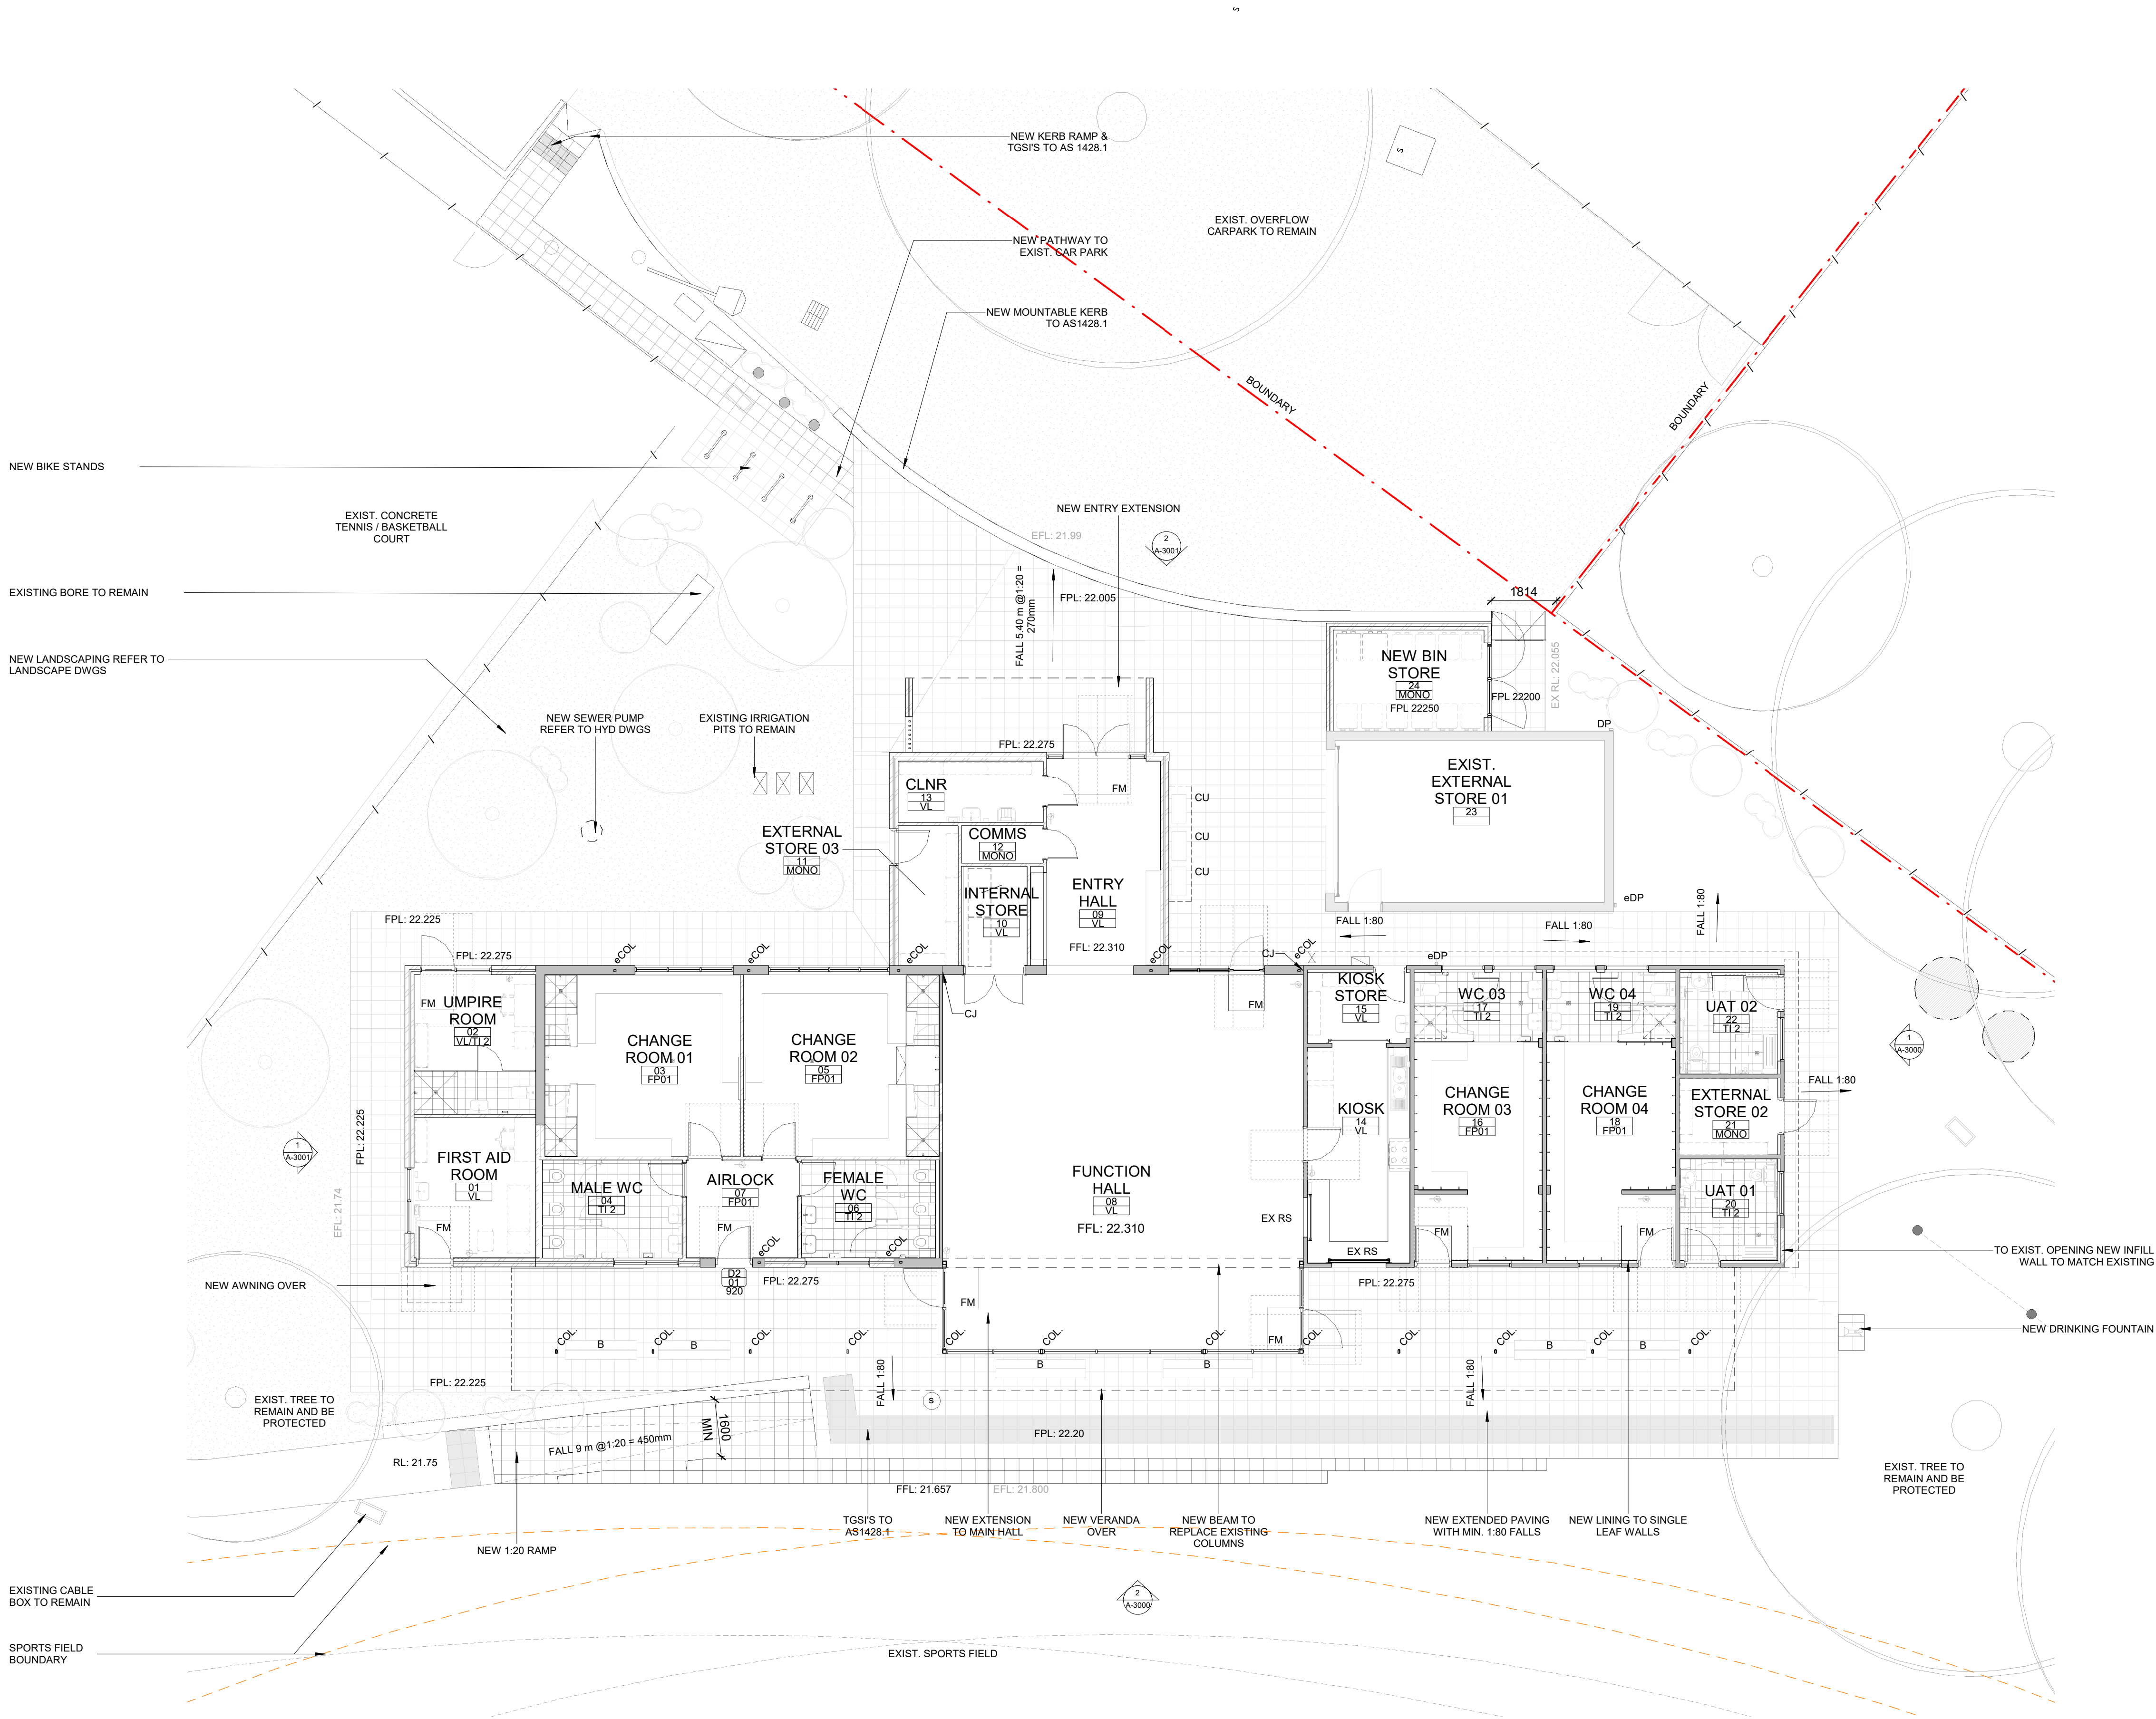 S
NEW KERB RAMP &
TGSI'S TO AS 1428.1
S
EXIST. OVERFLOW
CARPARK TO REMAIN
NEW PATHWAY TO
EXIST. CAR PARK
NEW MOUNTABLE KERB
TO AS1428.1
BOUNDARY
BOUNDARY
NEW BIKE STANDS
EXIST. CONCRETE
TENNIS / BASKETBALL
COURT
NEW ENTRY EXTENSION
EFL: 21.99
2
A-3001
EXISTING BORE TO REMAIN
FALL 5.40 m @1:20 =
270mm
FPL: 22.005
1814
NEW LANDSCAPING REFER TO
LANDSCAPE DWGS
NEW BIN
STORE
24
MONO
FPL 22250
FPL 22200
EX RL: 22.055
NEW SEWER PUMP
REFER TO HYD DWGS
EXISTING IRRIGATION
PITS TO REMAIN
DP
FPL: 22.275
EXIST.
EXTERNAL
STORE 01
23
CLNR
13
VL
FM
CU
CU
CU
EXTERNAL
STORE 03
11
MONO
COMMS
12
MONO
INTERNAL
STORE
10
VL
ENTRY
HALL
09
VL
FFL: 22.310
eDP
FPL: 22.225
FPL: 22.275
FALL 1:80
FALL 1:80
FALL 1:80
eCOL
eCOL
eCOL
eCOL
eCOL
CJ
eDP
FM
UMPIRE
ROOM
02
VL/TI 2
CJ
FM
KIOSK
STORE
15
VL
WC 03
17
TI 2
WC 04
19
TI 2
UAT 02
22
TI 2
CHANGE
ROOM 01
03
FP01
CHANGE
ROOM 02
05
FP01
1
A-3000
FALL 1:80
KIOSK
14
VL
CHANGE
ROOM 03
16
FP01
CHANGE
ROOM 04
18
FP01
EXTERNAL
STORE 02
21
MONO
FPL: 22.225
1
A-3001
FIRST AID
ROOM
01
VL
MALE WC
04
TI 2
AIRLOCK
07
FP01
FEMALE
WC
06
TI 2
FUNCTION
HALL
08
VL
FFL: 22.310
UAT 01
20
TI 2
EFL: 21.74
FM
FM
EX RS
EX RS
FM
FM
eCOL
eCOL
TO EXIST. OPENING NEW INFILL
WALL TO MATCH EXISTING
NEW AWNING OVER
D2
01
920
FPL: 22.275
FPL: 22.275
FM
FM
NEW DRINKING FOUNTAIN
COL.
COL.
COL.
COL.
COL.
COL.
COL.
COL.
COL.
COL.
COL.
COL.
B
B
B
B
B
B
FPL: 22.225
FALL 1:80
FALL 1:80
S
EXIST. TREE TO
REMAIN AND BE
PROTECTED
1600
MIN
FALL 9 m @1:20 = 450mm
FPL: 22.20
RL: 21.75
EXIST. TREE TO
REMAIN AND BE
PROTECTED
FFL: 21.657
EFL: 21.800
TGSI'S TO
AS1428.1
NEW EXTENSION
TO MAIN HALL
NEW VERANDA
OVER
NEW BEAM TO
REPLACE EXISTING
COLUMNS
NEW EXTENDED PAVING
WITH MIN. 1:80 FALLS
NEW LINING TO SINGLE
LEAF WALLS
NEW 1:20 RAMP
EXISTING CABLE
BOX TO REMAIN
2
A-3000
SPORTS FIELD
BOUNDARY
EXIST. SPORTS FIELD